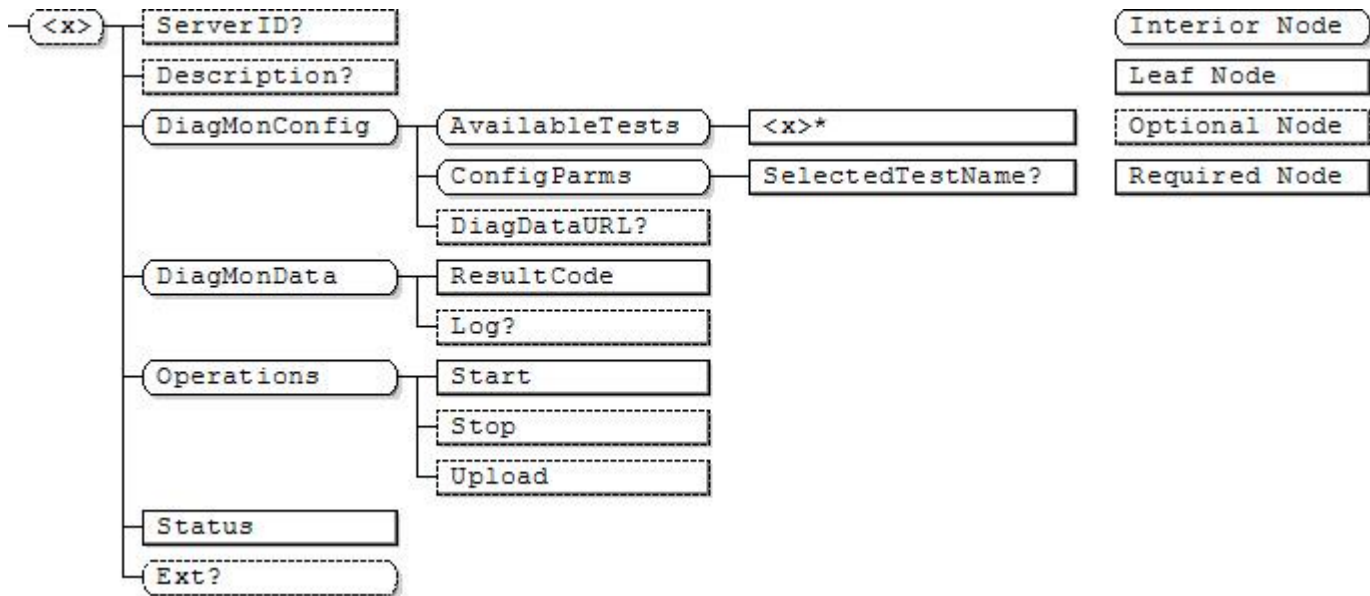 <x> ServerID? Interior Node
Description? Leaf Node
DiagMonConfig AvailableTests <x>* Optional Node
ConfigParms SelectedTestName? Required Node
DiagDataURL?
DiagMonData ResultCode
Log?
Operations Start
Stop
Upload
Status
Ext?